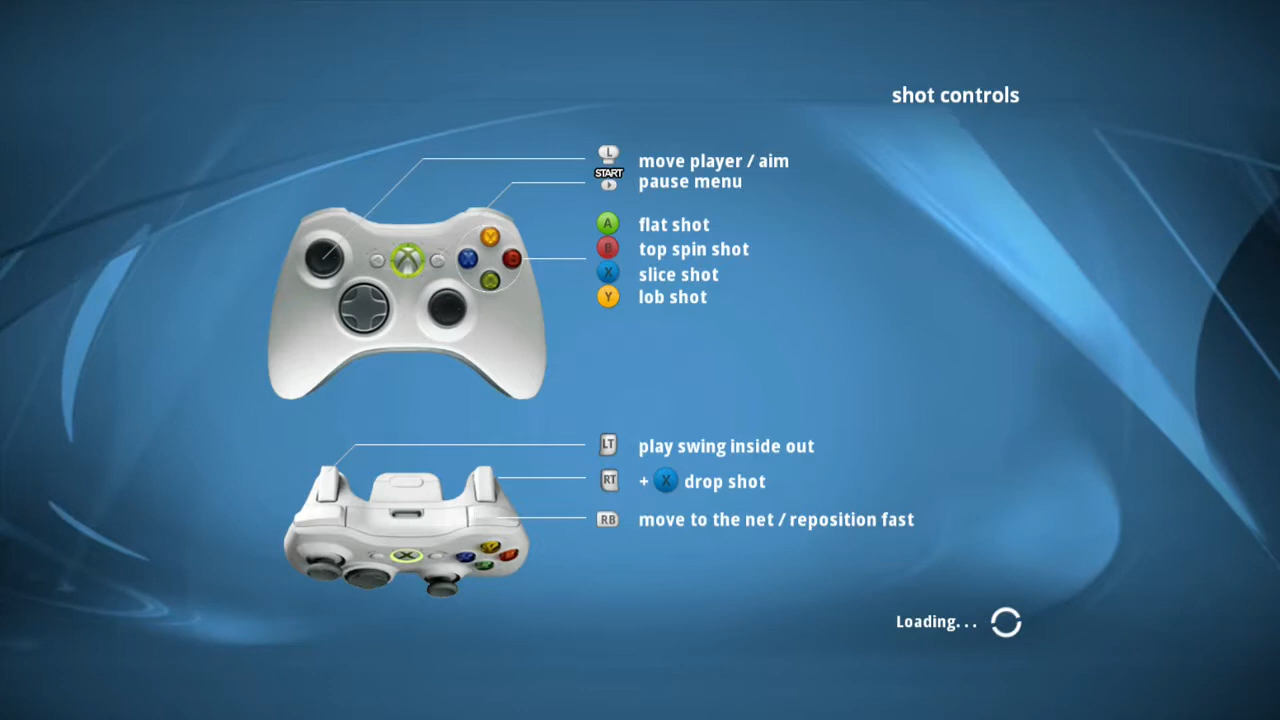 shot controls
L move player / aim
START pause menu
A flat shot
B top spin shot
X slice shot
Y lob shot
LT play swing inside out
RT + X drop shot
RB move to the net / reposition fast
Loading...